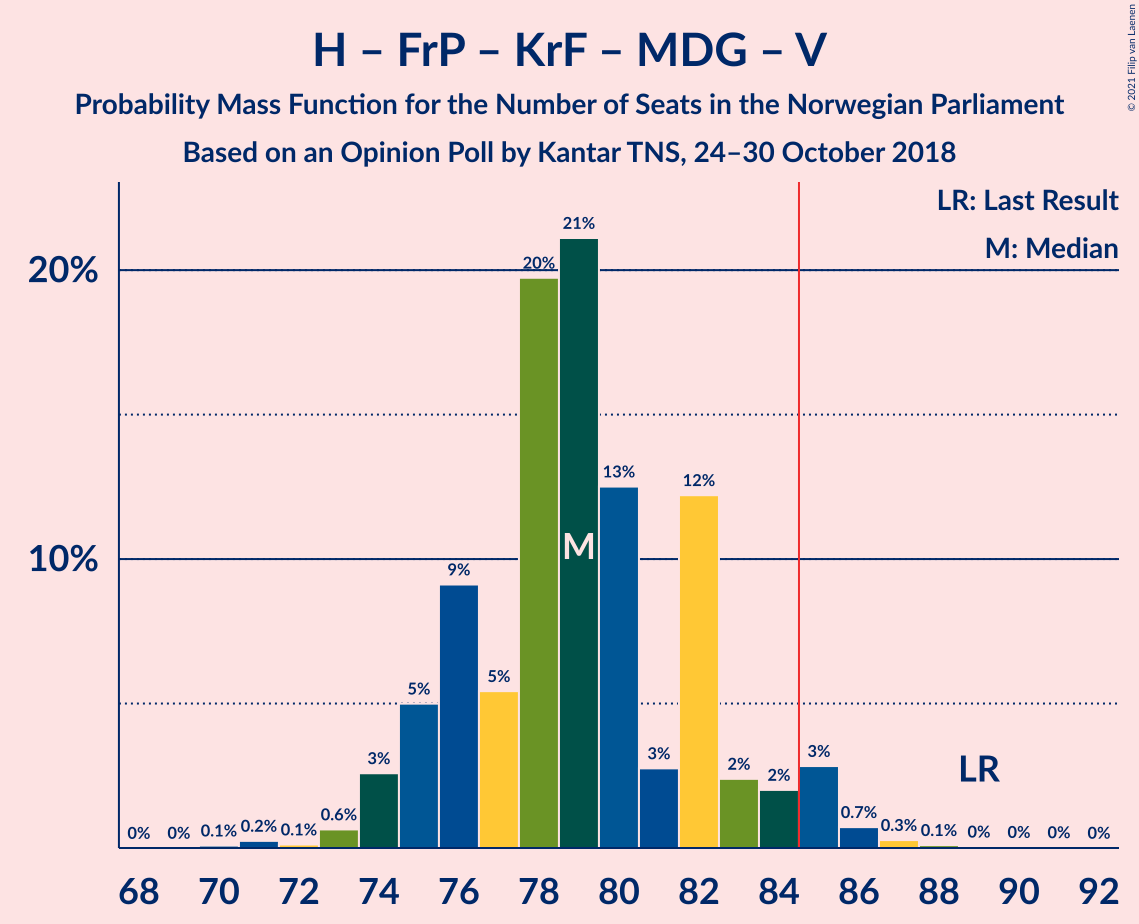 H – FrP – KrF – MDG – V
Probability Mass Function for the Number of Seats in the Norwegian Parliament
Based on an Opinion Poll by Kantar TNS, 24–30 October 2018
© 2021 Filip van Laenen
LR: Last Result
M: Median
20%
10%
0% 0% 0.1% 0.2% 0.1% 0.6% 3% 5% 9% 5% 20% 21% 13% 3% 12% 2% 2% 3% 0.7% 0.3% 0.1% 0% 0% 0% 0%
M
LR
68 70 72 74 76 78 80 82 84 86 88 90 92